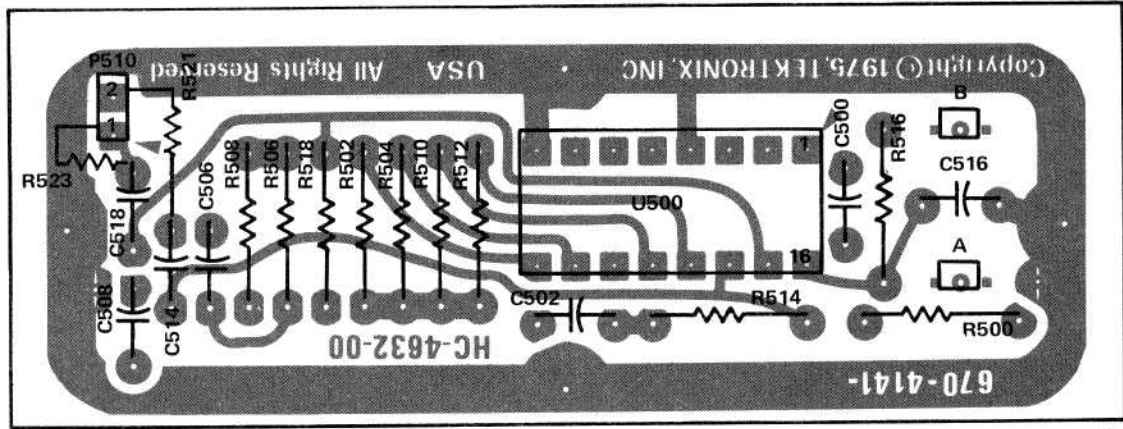 P510
2
1
R521
R523
C518
C508
C514
C506
R508
R506
R518
R502
R504
R510
R512
USA All Rights Reserved
Copyright © 1975, TEKTRONIX, INC
U500
1
16
C500
R516
B
C516
A
C502
R514
R500
HC-4632-00
670-4141-